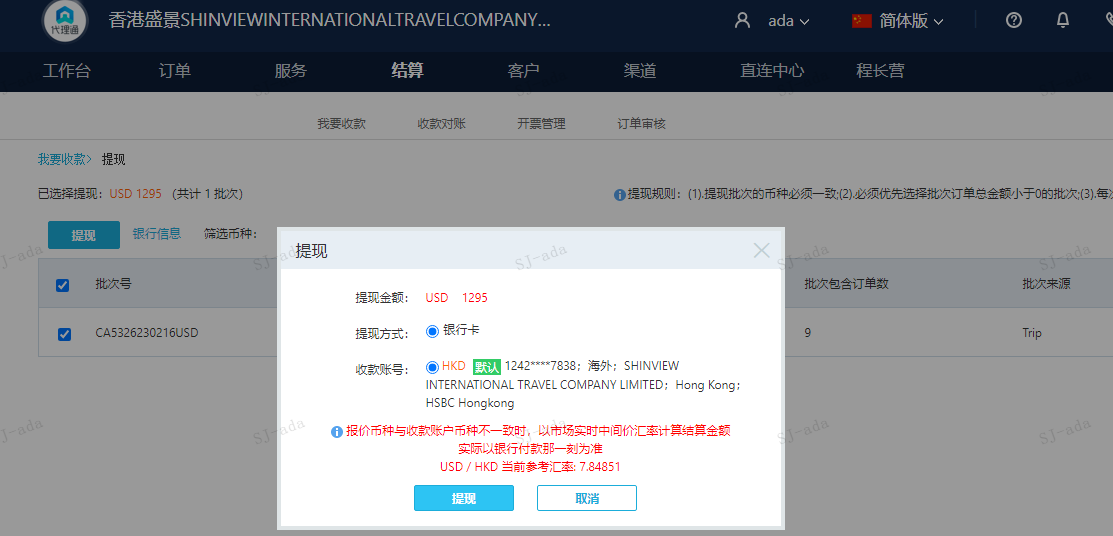 代理通
香港盛景SHINVIEWINTERNATIONALTRAVELCOMPANY...
ada
简体版
工作台 订单 服务 结算 客户 渠道 直连中心 程长营
我要收款 收款对账 开票管理 订单审核
我要收款> 提现
已选择提现: USD 1295 (共计 1 批次)
提现规则: (1).提现批次的币种必须一致;(2).必须优先选择批次订单总金额小于0的批次;(3).每次
提现 银行信息 筛选币种:
批次号 批次包含订单数 批次来源
CA5326230216USD 9 Trip
提现
提现金额: USD 1295
提现方式: 银行卡
收款账号: HKD 默认 1242****7838; 海外; SHINVIEW
INTERNATIONAL TRAVEL COMPANY LIMITED; Hong Kong;
HSBC Hongkong
报价币种与收款账户币种不一致时，以市场实时中间价汇率计算结算金额
实际以银行付款那一刻为准
USD / HKD 当前参考汇率: 7.84851
提现 取消
SJ-ada
SJ-ada
SJ-ada
SJ-ada
SJ-ada
SJ-ada